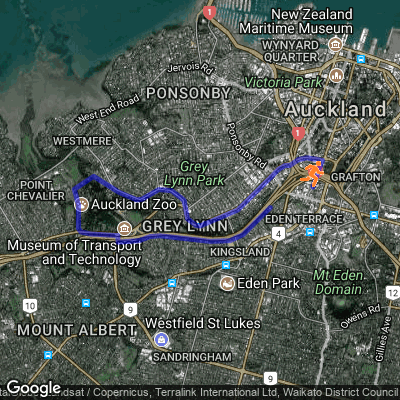 New Zealand
Maritime Museum
WYNYARD
QUARTER
Jervois Rd
Victoria Park
PONSONBY
West End Road
Auckland
WESTMERE
Ponsonby Rd
Grey
Lynn Park
POINT
CHEVALIER
GRAFTON
Auckland Zoo
EDEN TERRACE
GREY LYNN
Museum of Transport
and Technology
KINGSLAND
Eden Park
Mt Eden
Domain
Owens Rd
Gillies Ave
MOUNT ALBERT
Westfield St Lukes
SANDRINGHAM
1
1
4
10
9
3
12
9
Google
Landsat / Copernicus, Terralink International Ltd, Waikato District Council